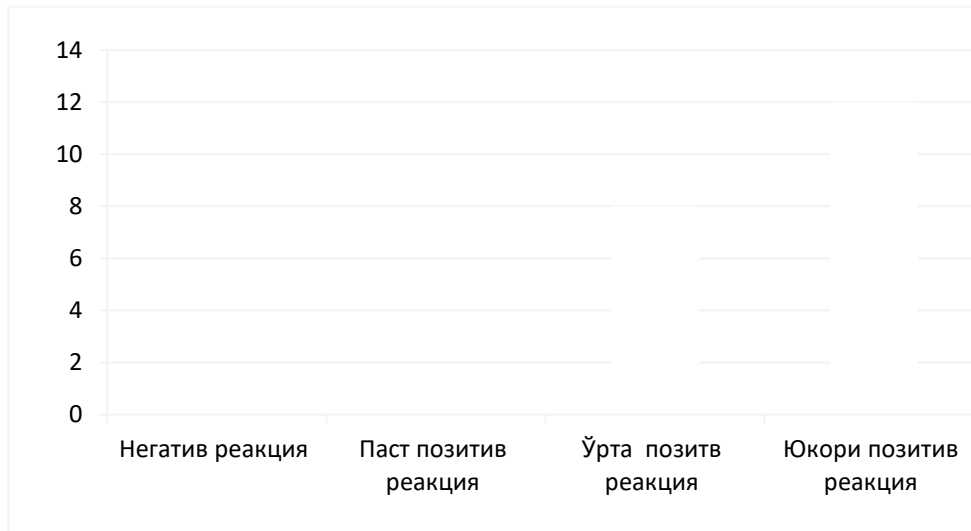 14
12
10
8
6
4
2
0
Негатив реакция
Паст позитив
реакция
Ўрта позитв
реакция
Юкори позитив
реакция